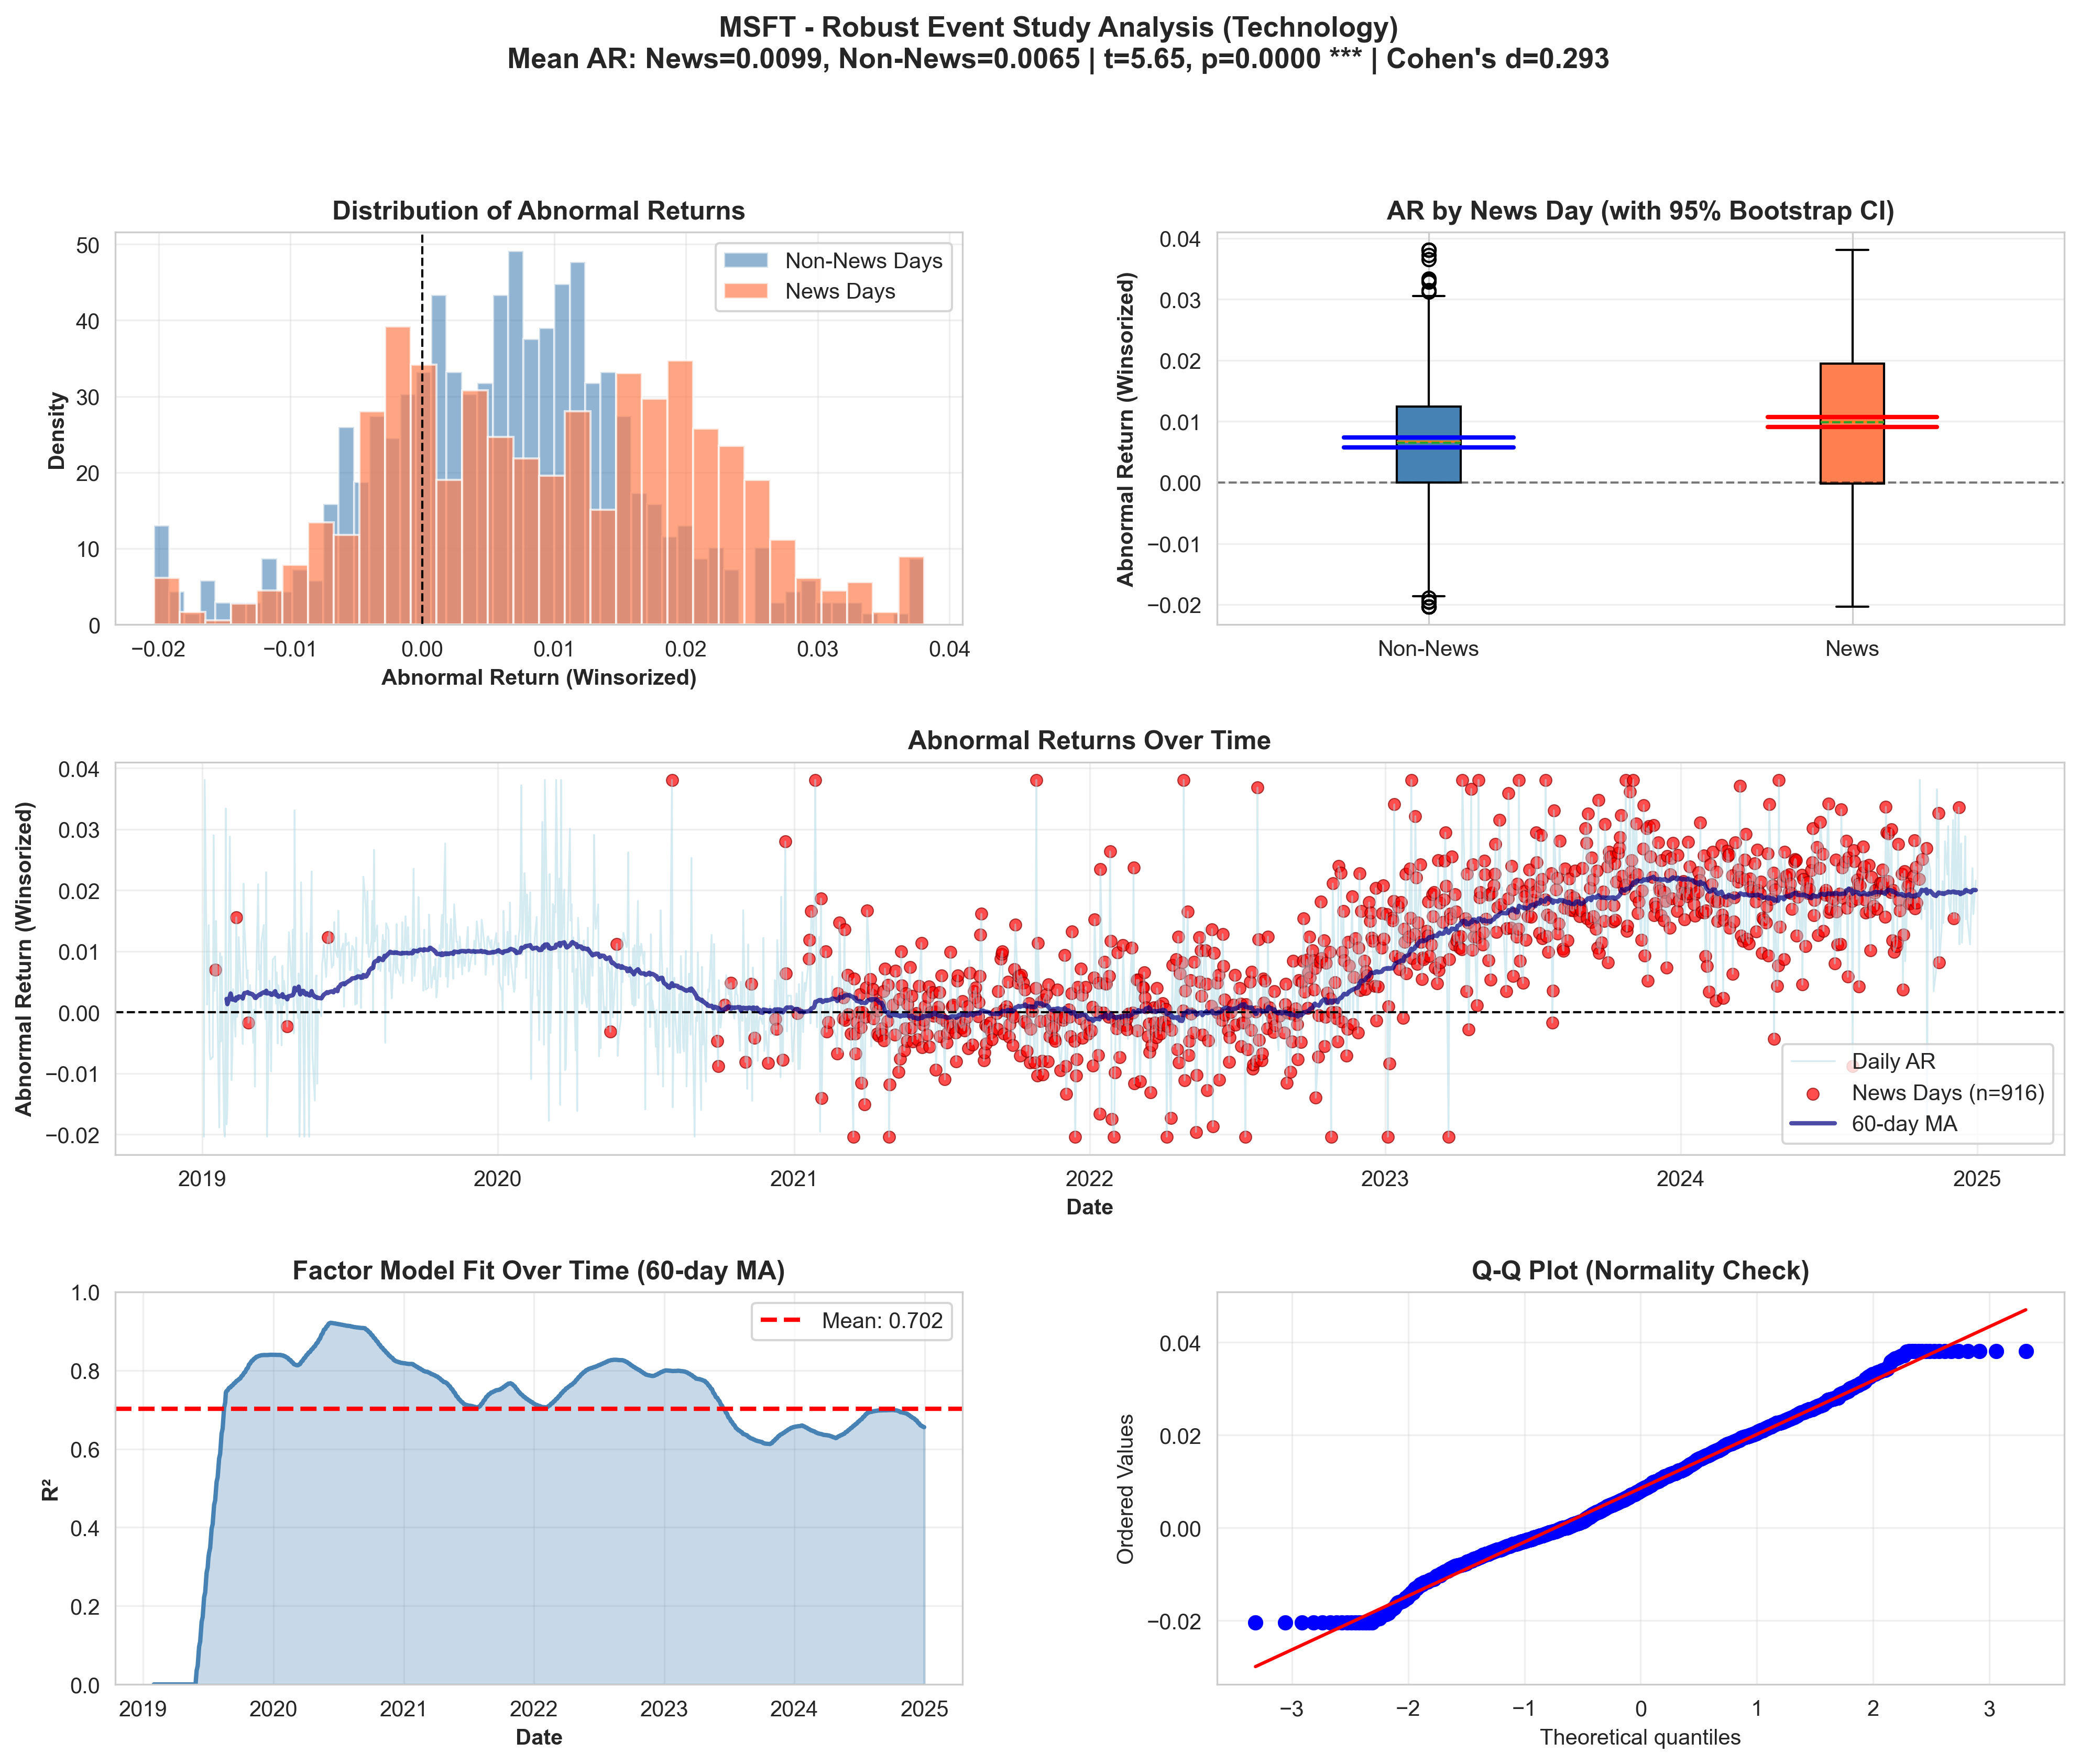 MSFT - Robust Event Study Analysis (Technology)
Mean AR: News=0.0099, Non-News=0.0065 | t=5.65, p=0.0000 *** | Cohen's d=0.293
Distribution of Abnormal Returns
Density
50
40
30
20
10
0
Non-News Days
News Days
−0.02
−0.01
0.00
0.01
0.02
0.03
0.04
Abnormal Return (Winsorized)
AR by News Day (with 95% Bootstrap CI)
Abnormal Return (Winsorized)
0.04
0.03
0.02
0.01
0.00
−0.01
−0.02
Non-News
News
Abnormal Returns Over Time
Abnormal Return (Winsorized)
0.04
0.03
0.02
0.01
0.00
−0.01
−0.02
Daily AR
News Days (n=916)
60-day MA
2019
2020
2021
2022
2023
2024
2025
Date
Factor Model Fit Over Time (60-day MA)
R²
1.0
0.8
0.6
0.4
0.2
0.0
Mean: 0.702
2019
2020
2021
2022
2023
2024
2025
Date
Q-Q Plot (Normality Check)
Ordered Values
0.04
0.02
0.00
−0.02
−3
−2
−1
0
1
2
3
Theoretical quantiles